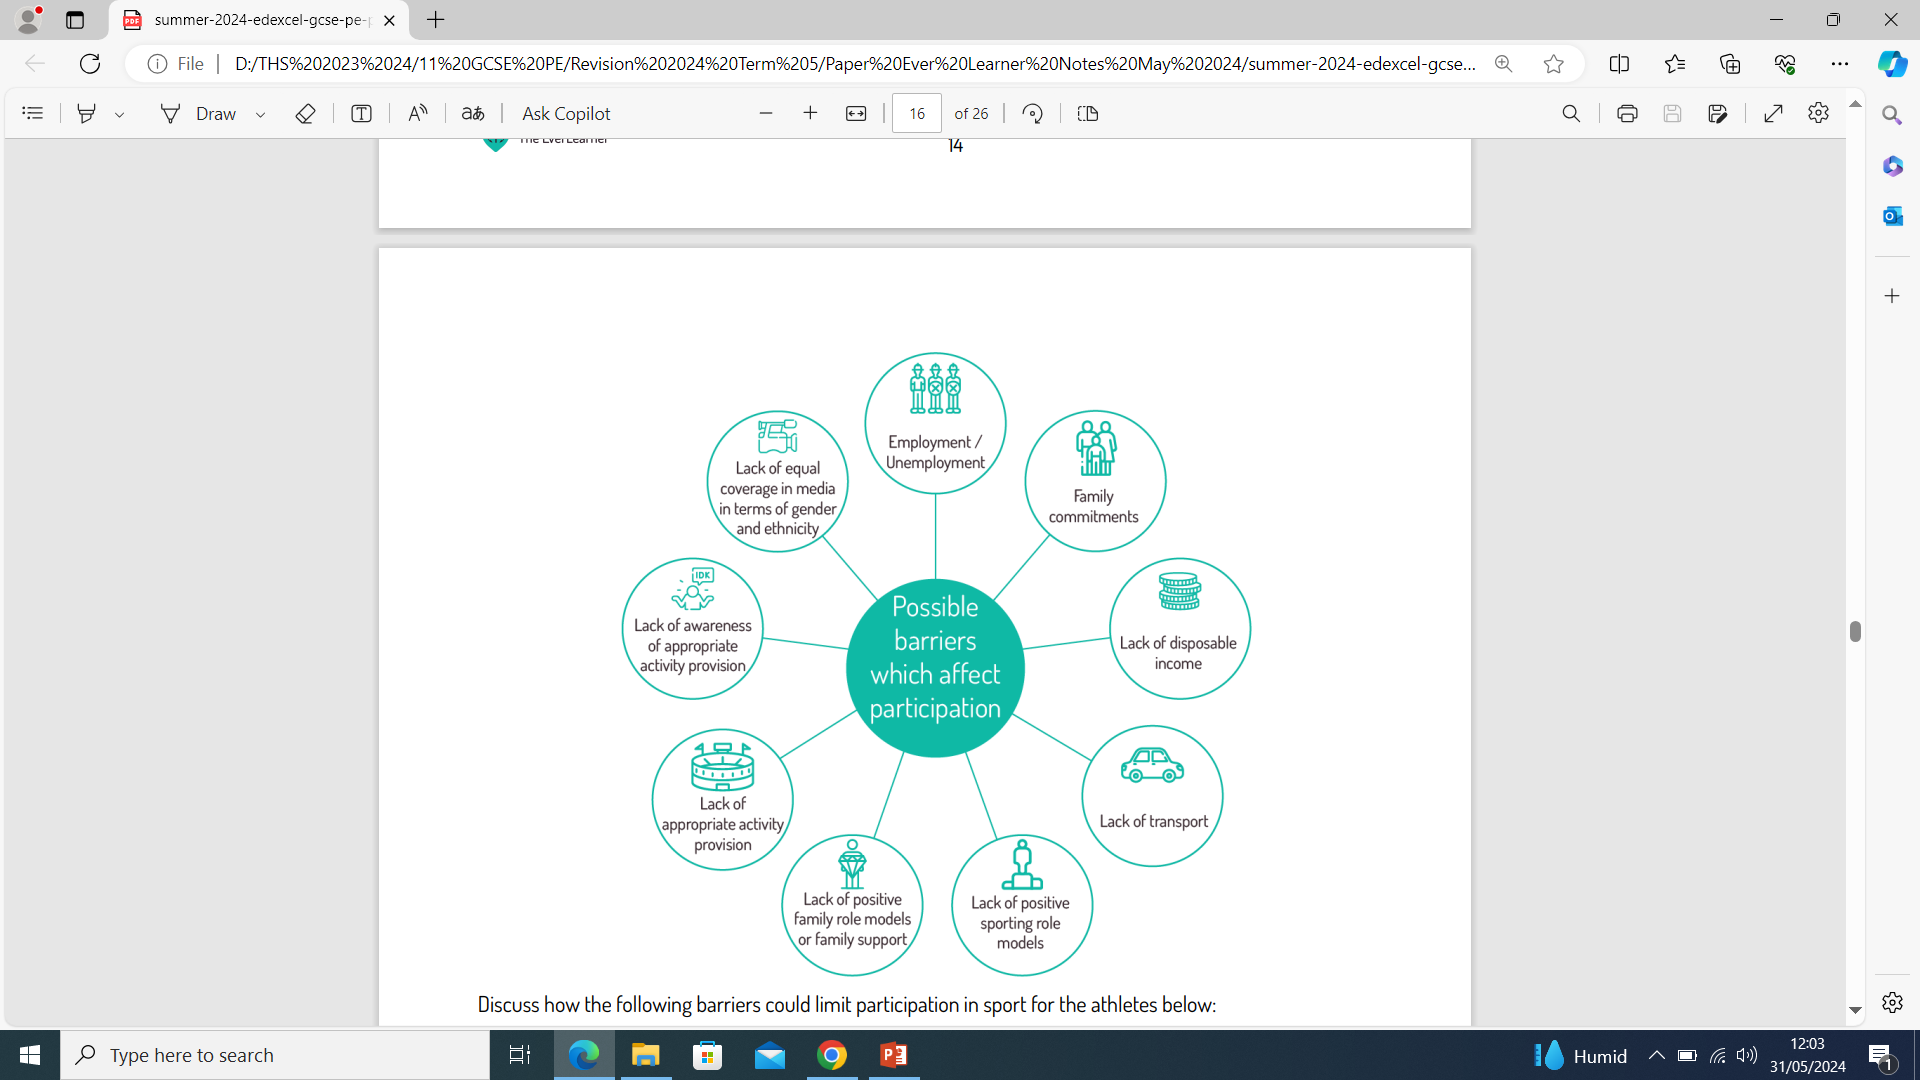 summer-2024-edexcel-gcse-pe-p
File
D:/THS%202023%2024/11%20GCSE%20PE/Revision%202024%20Term%205/Paper%20Ever%20Learner%20Notes%20May%202024/summer-2024-edexcel-gcse...
Draw
Ask Copilot
16
of 26
The EverLearner
14
Employment /
Unemployment
Lack of equal
coverage in media
in terms of gender
and ethnicity
Family
commitments
IDK
Lack of awareness
of appropriate
activity provision
Possible
barriers
which affect
participation
Lack of disposable
income
Lack of
appropriate activity
provision
Lack of transport
Lack of positive
family role models
or family support
Lack of positive
sporting role
models
Discuss how the following barriers could limit participation in sport for the athletes below:
Type here to search
Humid
12:03
31/05/2024
1